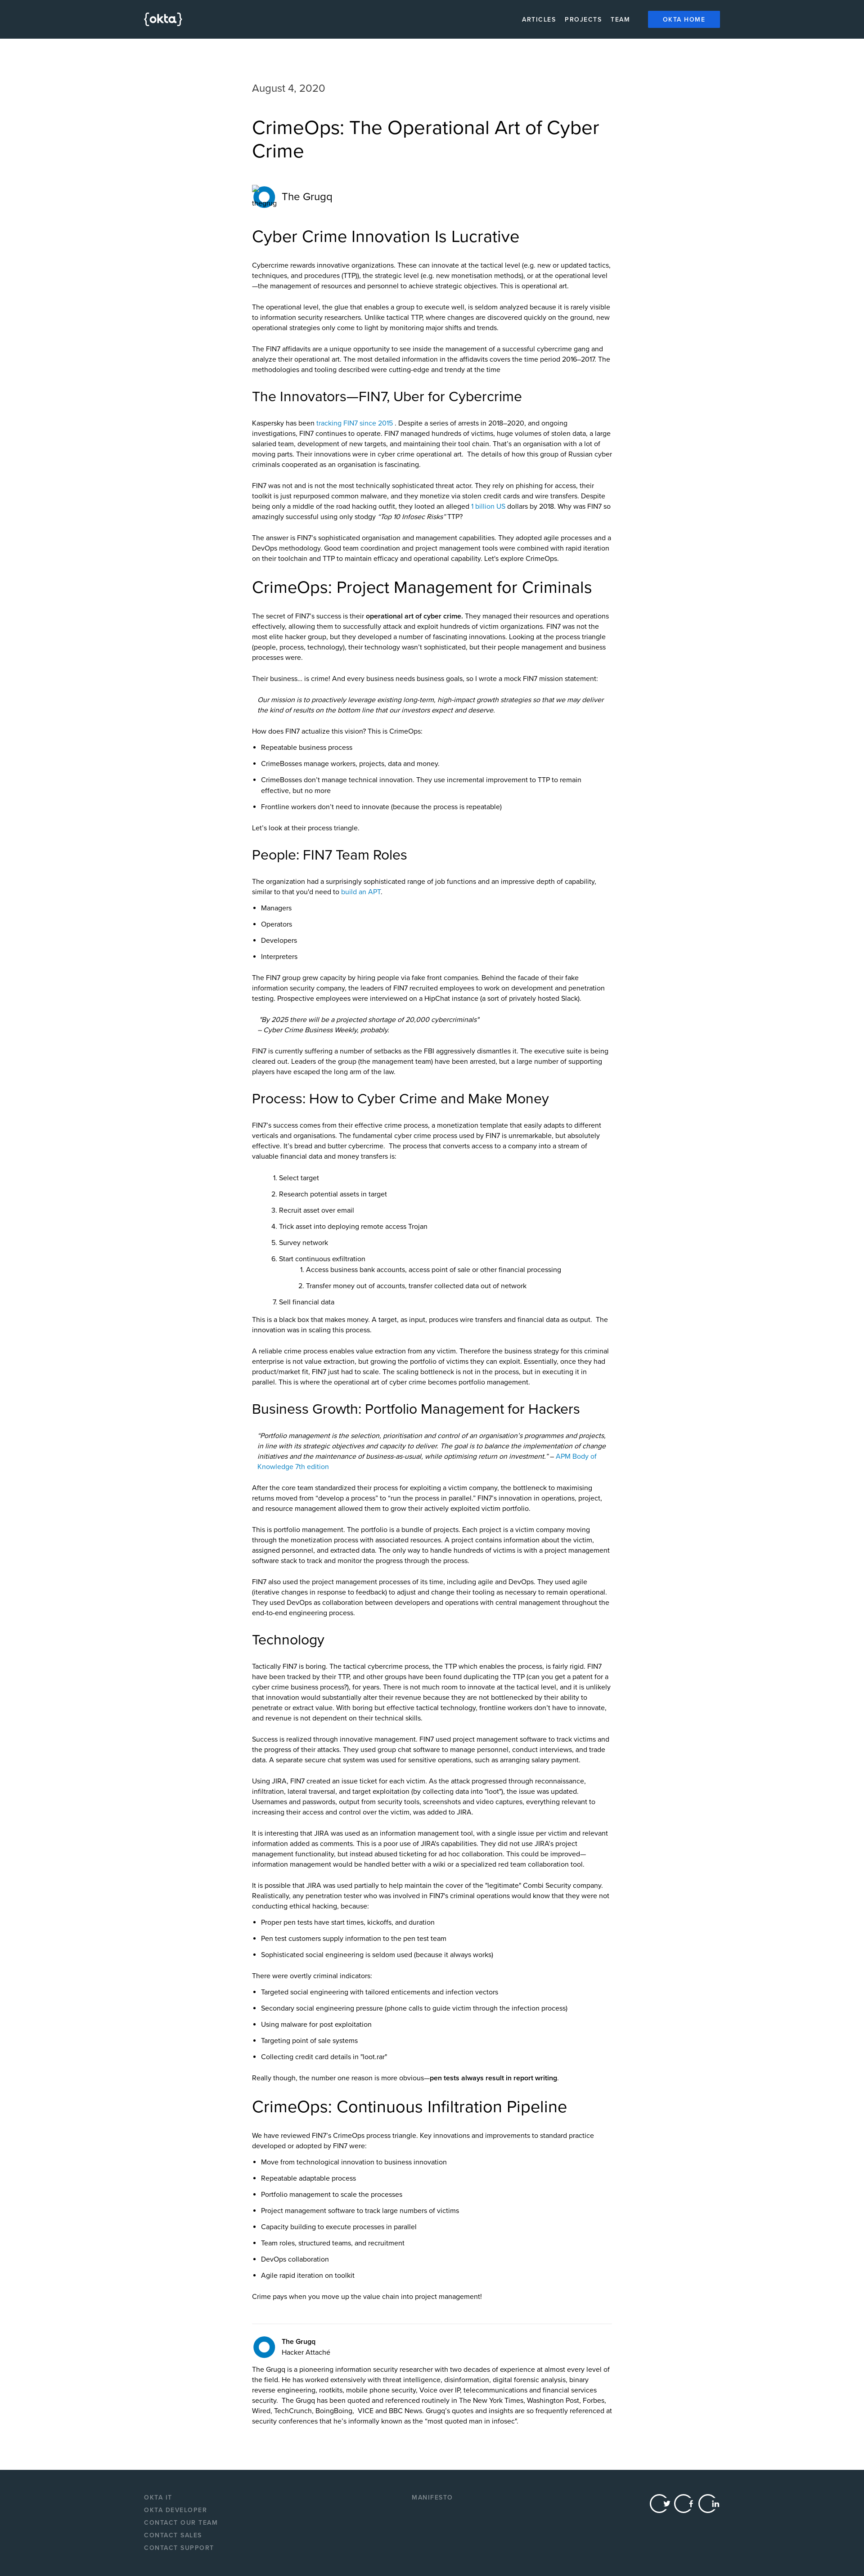 {okta}
ARTICLES PROJECTS TEAM OKTA HOME
August 4, 2020
CrimeOps: The Operational Art of Cyber
Crime
The Grugq
Cyber Crime Innovation Is Lucrative
Cybercrime rewards innovative organizations. These can innovate at the tactical level (e.g. new or updated tactics,
techniques, and procedures (TTP)), the strategic level (e.g. new monetisation methods), or at the operational level
—the management of resources and personnel to achieve strategic objectives. This is operational art.
The operational level, the glue that enables a group to execute well, is seldom analyzed because it is rarely visible
to information security researchers. Unlike tactical TTP, where changes are discovered quickly on the ground, new
operational strategies only come to light by monitoring major shifts and trends.
The FIN7 affidavits are a unique opportunity to see inside the management of a successful cybercrime gang and
analyze their operational art. The most detailed information in the affidavits covers the time period 2016–2017. The
methodologies and tooling described were cutting-edge and trendy at the time
The Innovators—FIN7, Uber for Cybercrime
Kaspersky has been tracking FIN7 since 2015 . Despite a series of arrests in 2018–2020, and ongoing
investigations, FIN7 continues to operate. FIN7 managed hundreds of victims, huge volumes of stolen data, a large
salaried team, development of new targets, and maintaining their tool chain. That's an organisation with a lot of
moving parts. Their innovations were in cyber crime operational art.  The details of how this group of Russian cyber
criminals cooperated as an organisation is fascinating.
FIN7 was not and is not the most technically sophisticated threat actor. They rely on phishing for access, their
toolkit is just repurposed common malware, and they monetize via stolen credit cards and wire transfers. Despite
being only a middle of the road hacking outfit, they looted an alleged 1 billion US dollars by 2018. Why was FIN7 so
amazingly successful using only stodgy “Top 10 Infosec Risks” TTP?
The answer is FIN7's sophisticated organisation and management capabilities. They adopted agile processes and a
DevOps methodology. Good team coordination and project management tools were combined with rapid iteration
on their toolchain and TTP to maintain efficacy and operational capability. Let's explore CrimeOps.
CrimeOps: Project Management for Criminals
The secret of FIN7's success is their operational art of cyber crime. They managed their resources and operations
effectively, allowing them to successfully attack and exploit hundreds of victim organizations. FIN7 was not the
most elite hacker group, but they developed a number of fascinating innovations. Looking at the process triangle
(people, process, technology), their technology wasn't sophisticated, but their people management and business
processes were.
Their business... is crime! And every business needs business goals, so I wrote a mock FIN7 mission statement:
Our mission is to proactively leverage existing long-term, high-impact growth strategies so that we may deliver
the kind of results on the bottom line that our investors expect and deserve.
How does FIN7 actualize this vision? This is CrimeOps:
• Repeatable business process
• CrimeBosses manage workers, projects, data and money.
• CrimeBosses don't manage technical innovation. They use incremental improvement to TTP to remain
effective, but no more
• Frontline workers don't need to innovate (because the process is repeatable)
Let's look at their process triangle.
People: FIN7 Team Roles
The organization had a surprisingly sophisticated range of job functions and an impressive depth of capability,
similar to that you'd need to build an APT.
• Managers
• Operators
• Developers
• Interpreters
The FIN7 group grew capacity by hiring people via fake front companies. Behind the facade of their fake
information security company, the leaders of FIN7 recruited employees to work on development and penetration
testing. Prospective employees were interviewed on a HipChat instance (a sort of privately hosted Slack).
"By 2025 there will be a projected shortage of 20,000 cybercriminals"
– Cyber Crime Business Weekly, probably.
FIN7 is currently suffering a number of setbacks as the FBI aggressively dismantles it. The executive suite is being
cleared out. Leaders of the group (the management team) have been arrested, but a large number of supporting
players have escaped the long arm of the law.
Process: How to Cyber Crime and Make Money
FIN7's success comes from their effective crime process, a monetization template that easily adapts to different
verticals and organisations. The fundamental cyber crime process used by FIN7 is unremarkable, but absolutely
effective. It's bread and butter cybercrime.  The process that converts access to a company into a stream of
valuable financial data and money transfers is:
1. Select target
2. Research potential assets in target
3. Recruit asset over email
4. Trick asset into deploying remote access Trojan
5. Survey network
6. Start continuous exfiltration
1. Access business bank accounts, access point of sale or other financial processing
2. Transfer money out of accounts, transfer collected data out of network
7. Sell financial data
This is a black box that makes money. A target, as input, produces wire transfers and financial data as output.  The
innovation was in scaling this process.
A reliable crime process enables value extraction from any victim. Therefore the business strategy for this criminal
enterprise is not value extraction, but growing the portfolio of victims they can exploit. Essentially, once they had
product/market fit, FIN7 just had to scale. The scaling bottleneck is not in the process, but in executing it in
parallel. This is where the operational art of cyber crime becomes portfolio management.
Business Growth: Portfolio Management for Hackers
“Portfolio management is the selection, prioritisation and control of an organisation's programmes and projects,
in line with its strategic objectives and capacity to deliver. The goal is to balance the implementation of change
initiatives and the maintenance of business-as-usual, while optimising return on investment.” – APM Body of
Knowledge 7th edition
After the core team standardized their process for exploiting a victim company, the bottleneck to maximising
returns moved from “develop a process” to “run the process in parallel.” FIN7's innovation in operations, project,
and resource management allowed them to grow their actively exploited victim portfolio.
This is portfolio management. The portfolio is a bundle of projects. Each project is a victim company moving
through the monetization process with associated resources. A project contains information about the victim,
assigned personnel, and extracted data. The only way to handle hundreds of victims is with a project management
software stack to track and monitor the progress through the process.
FIN7 also used the project management processes of its time, including agile and DevOps. They used agile
(iterative changes in response to feedback) to adjust and change their tooling as necessary to remain operational.
They used DevOps as collaboration between developers and operations with central management throughout the
end-to-end engineering process.
Technology
Tactically FIN7 is boring. The tactical cybercrime process, the TTP which enables the process, is fairly rigid. FIN7
have been tracked by their TTP, and other groups have been found duplicating the TTP (can you get a patent for a
cyber crime business process?), for years. There is not much room to innovate at the tactical level, and it is unlikely
that innovation would substantially alter their revenue because they are not bottlenecked by their ability to
penetrate or extract value. With boring but effective tactical technology, frontline workers don't have to innovate,
and revenue is not dependent on their technical skills.
Success is realized through innovative management. FIN7 used project management software to track victims and
the progress of their attacks. They used group chat software to manage personnel, conduct interviews, and trade
data. A separate secure chat system was used for sensitive operations, such as arranging salary payment.
Using JIRA, FIN7 created an issue ticket for each victim. As the attack progressed through reconnaissance,
infiltration, lateral traversal, and target exploitation (by collecting data into "loot"), the issue was updated.
Usernames and passwords, output from security tools, screenshots and video captures, everything relevant to
increasing their access and control over the victim, was added to JIRA.
It is interesting that JIRA was used as an information management tool, with a single issue per victim and relevant
information added as comments. This is a poor use of JIRA's capabilities. They did not use JIRA's project
management functionality, but instead abused ticketing for ad hoc collaboration. This could be improved—
information management would be handled better with a wiki or a specialized red team collaboration tool.
It is possible that JIRA was used partially to help maintain the cover of the "legitimate" Combi Security company.
Realistically, any penetration tester who was involved in FIN7's criminal operations would know that they were not
conducting ethical hacking, because:
• Proper pen tests have start times, kickoffs, and duration
• Pen test customers supply information to the pen test team
• Sophisticated social engineering is seldom used (because it always works)
There were overtly criminal indicators:
• Targeted social engineering with tailored enticements and infection vectors
• Secondary social engineering pressure (phone calls to guide victim through the infection process)
• Using malware for post exploitation
• Targeting point of sale systems
• Collecting credit card details in "loot.rar"
Really though, the number one reason is more obvious—pen tests always result in report writing.
CrimeOps: Continuous Infiltration Pipeline
We have reviewed FIN7's CrimeOps process triangle. Key innovations and improvements to standard practice
developed or adopted by FIN7 were:
• Move from technological innovation to business innovation
• Repeatable adaptable process
• Portfolio management to scale the processes
• Project management software to track large numbers of victims
• Capacity building to execute processes in parallel
• Team roles, structured teams, and recruitment
• DevOps collaboration
• Agile rapid iteration on toolkit
Crime pays when you move up the value chain into project management!
The Grugq
Hacker Attaché
The Grugq is a pioneering information security researcher with two decades of experience at almost every level of
the field. He has worked extensively with threat intelligence, disinformation, digital forensic analysis, binary
reverse engineering, rootkits, mobile phone security, Voice over IP, telecommunications and financial services
security.  The Grugq has been quoted and referenced routinely in The New York Times, Washington Post, Forbes,
Wired, TechCrunch, BoingBoing,  VICE and BBC News. Grugq's quotes and insights are so frequently referenced at
security conferences that he's informally known as the “most quoted man in infosec".
OKTA IT
OKTA DEVELOPER
CONTACT OUR TEAM
CONTACT SALES
CONTACT SUPPORT
MANIFESTO